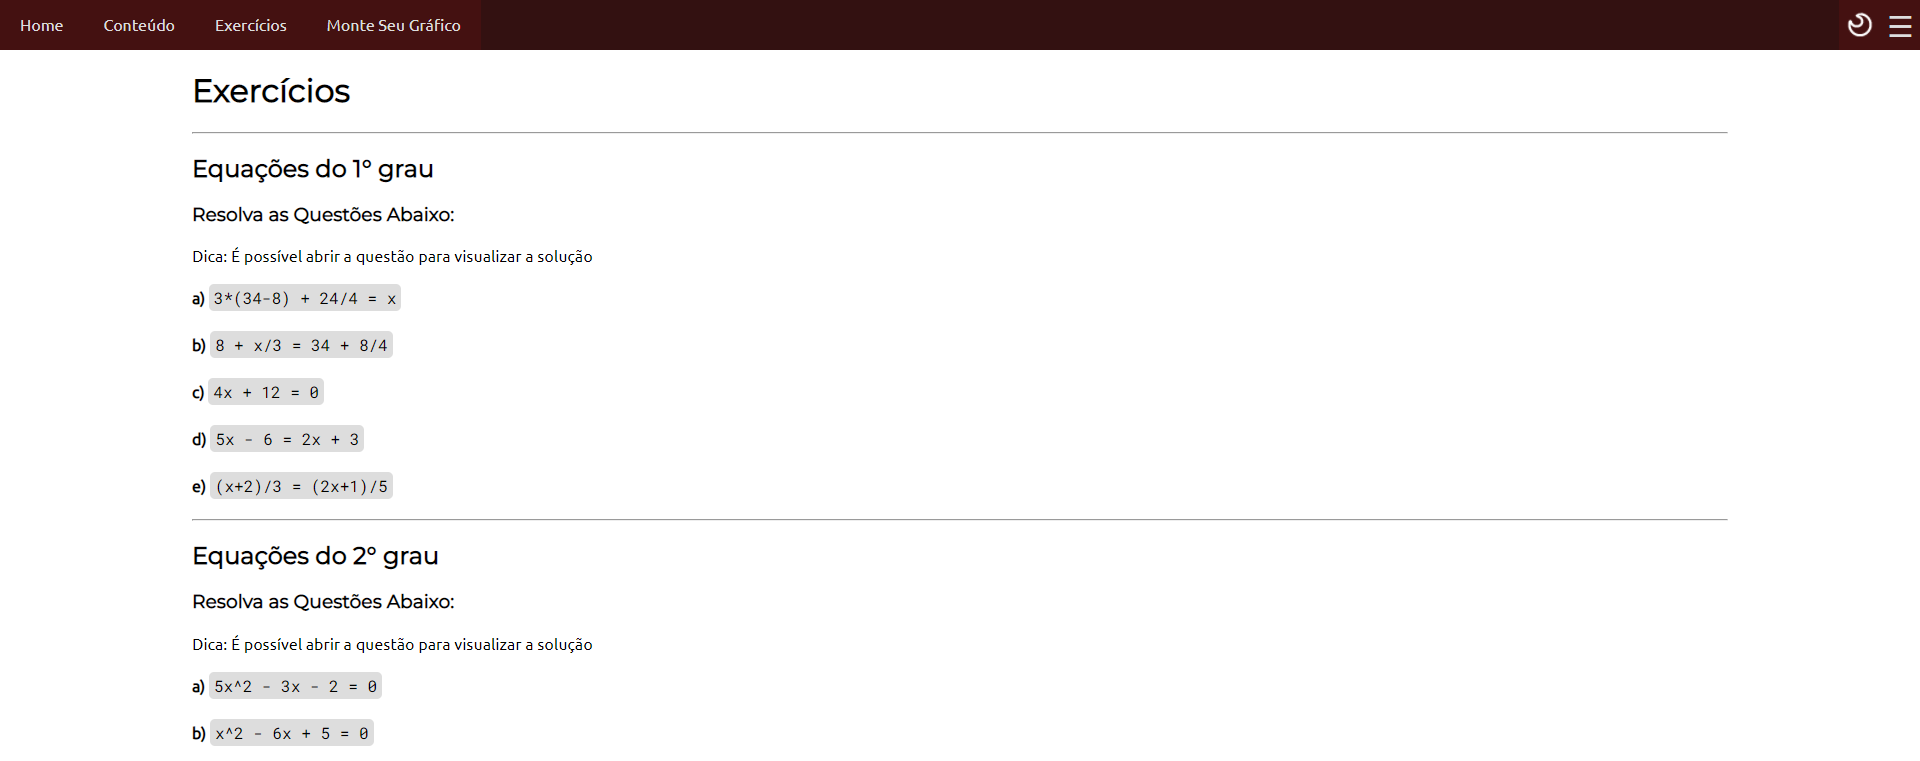 Home Conteúdo Exercícios Monte Seu Gráfico
Exercícios
Equações do 1º grau
Resolva as Questões Abaixo:
Dica: É possível abrir a questão para visualizar a solução
a) 3*(34-8) + 24/4 = x
b) 8 + x/3 = 34 + 8/4
c) 4x + 12 = 0
d) 5x - 6 = 2x + 3
e) (x+2)/3 = (2x+1)/5
Equações do 2º grau
Resolva as Questões Abaixo:
Dica: É possível abrir a questão para visualizar a solução
a) 5x^2 - 3x - 2 = 0
b) x^2 - 6x + 5 = 0